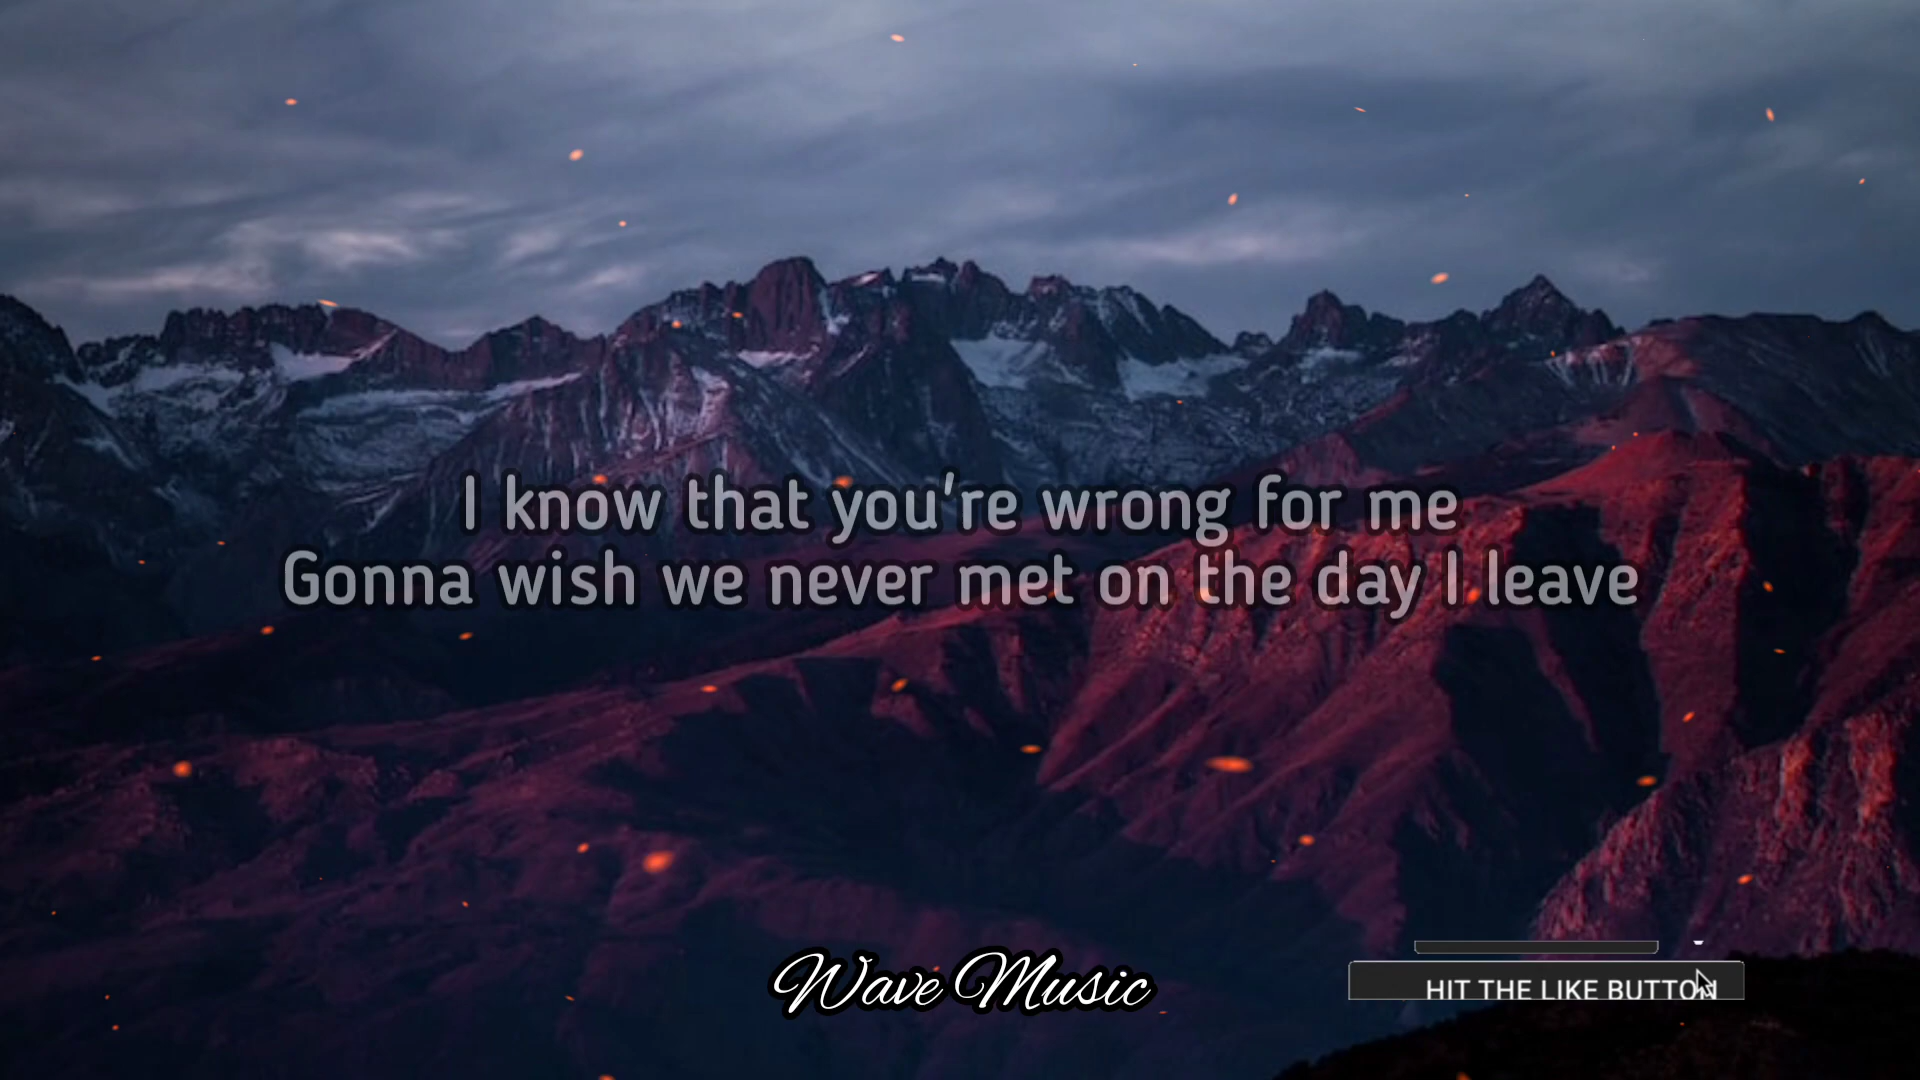 I know that you're wrong for me
Gonna wish we never met on the day I leave
Wave Music
HIT THE LIKE BUTTON